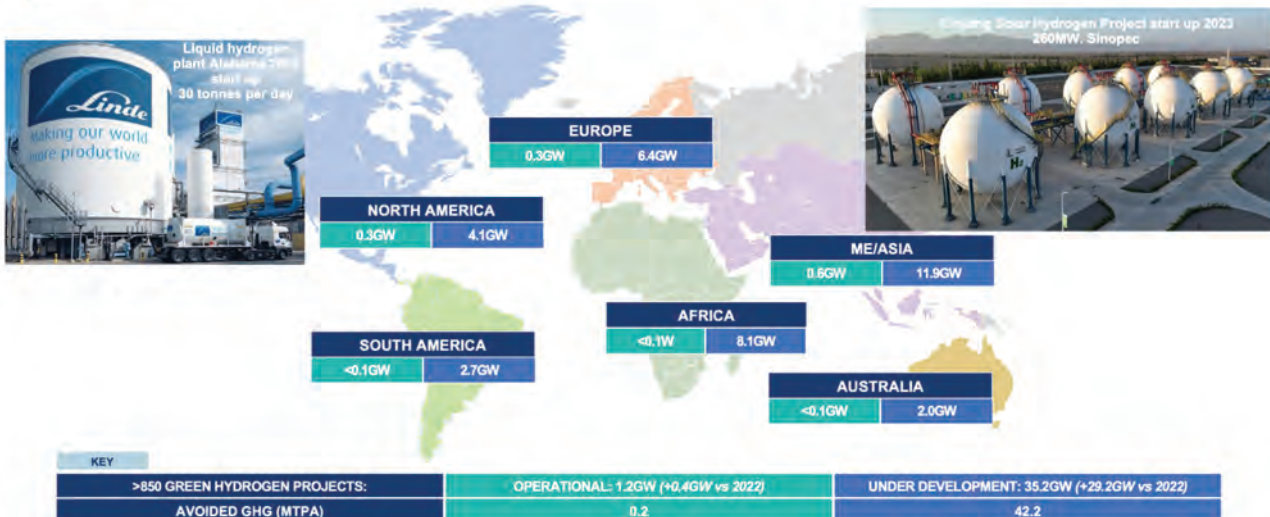 Liquid hydrogen
plant Alabama
start up
30 tonnes per day
Linde
Making our world
more productive
Solar Hydrogen Project start up 2023
260MW. Sinopec
H2
EUROPE
0.3GW 6.4GW
NORTH AMERICA
0.3GW 4.1GW
ME/ASIA
0.6GW 11.9GW
AFRICA
<0.1W 8.1GW
SOUTH AMERICA
<0.1GW 2.7GW
AUSTRALIA
<0.1GW 2.0GW
KEY
>850 GREEN HYDROGEN PROJECTS: OPERATIONAL: 1.2GW (+0.4GW vs 2022) UNDER DEVELOPMENT: 35.2GW (+29.2GW vs 2022)
AVOIDED GHG (MTPA) 0.2 42.2